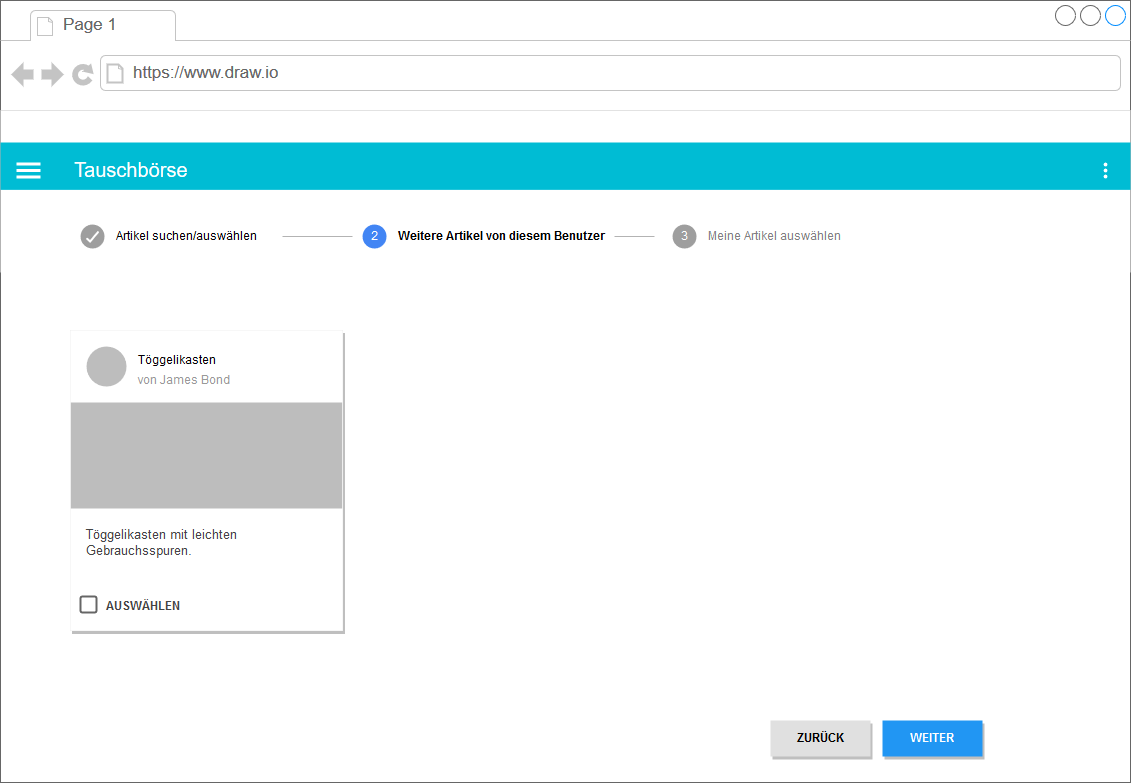 Page 1
https://www.draw.io
Tauschbörse
Artikel suchen/auswählen
2 Weitere Artikel von diesem Benutzer
3 Meine Artikel auswählen
Töggelikasten
von James Bond
Töggelikasten mit leichten
Gebrauchsspuren.
AUSWÄHLEN
ZURÜCK
WEITER